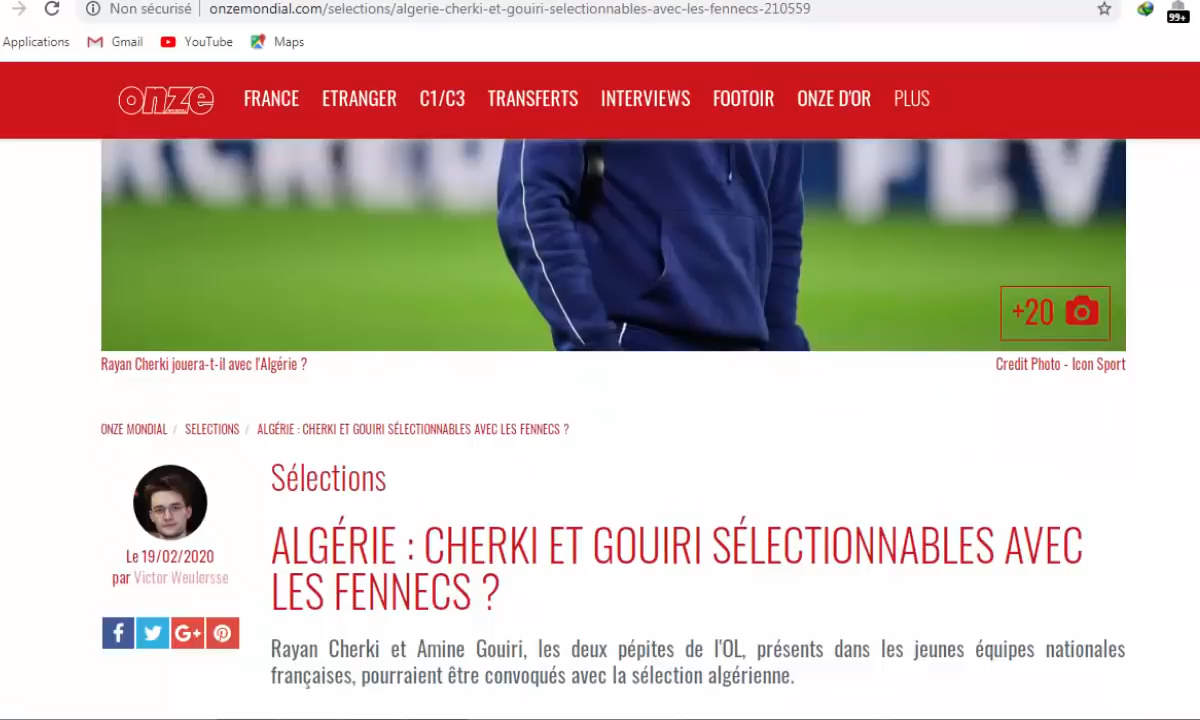 Non sécurisé onzemondial.com/selections/algerie-cherki-et-gouiri-selectionnables-avec-les-fennecs-210559
99+
Applications Gmail YouTube Maps
onze FRANCE ETRANGER C1/C3 TRANSFERTS INTERVIEWS FOOTOIR ONZE D'OR PLUS
+20
Rayan Cherki jouera-t-il avec l'Algérie ? Credit Photo - Icon Sport
ONZE MONDIAL / SELECTIONS / ALGÉRIE : CHERKI ET GOUIRI SÉLECTIONNABLES AVEC LES FENNECS ?
Sélections
ALGÉRIE : CHERKI ET GOUIRI SÉLECTIONNABLES AVEC
LES FENNECS ?
Le 19/02/2020
par Victor Weulersse
f G+
Rayan Cherki et Amine Gouiri, les deux pépites de l'OL, présents dans les jeunes équipes nationales
françaises, pourraient être convoqués avec la sélection algérienne.